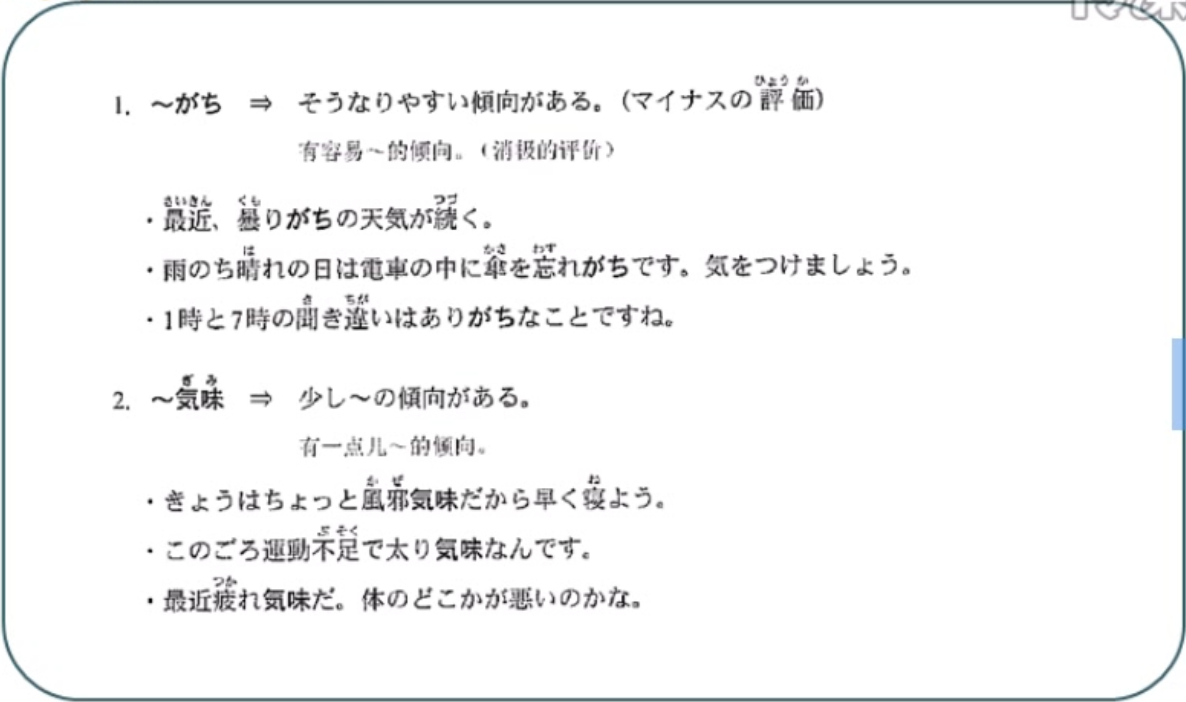 1. ～がち ⇒ そうなりやすい傾向がある。（マイナスの評価）
有容易～的倾向。（消极的评价）
・最近、曇りがちの天気が続く。
・雨のち晴れの日は電車の中に傘を忘れがちです。気をつけましょう。
・1時と7時の聞き違いはありがちなことですね。
2. ～気味 ⇒ 少し～の傾向がある。
有一点儿～的倾向。
・きょうはちょっと風邪気味だから早く寝よう。
・このごろ運動不足で太り気味なんです。
・最近疲れ気味だ。体のどこかが悪いのかな。